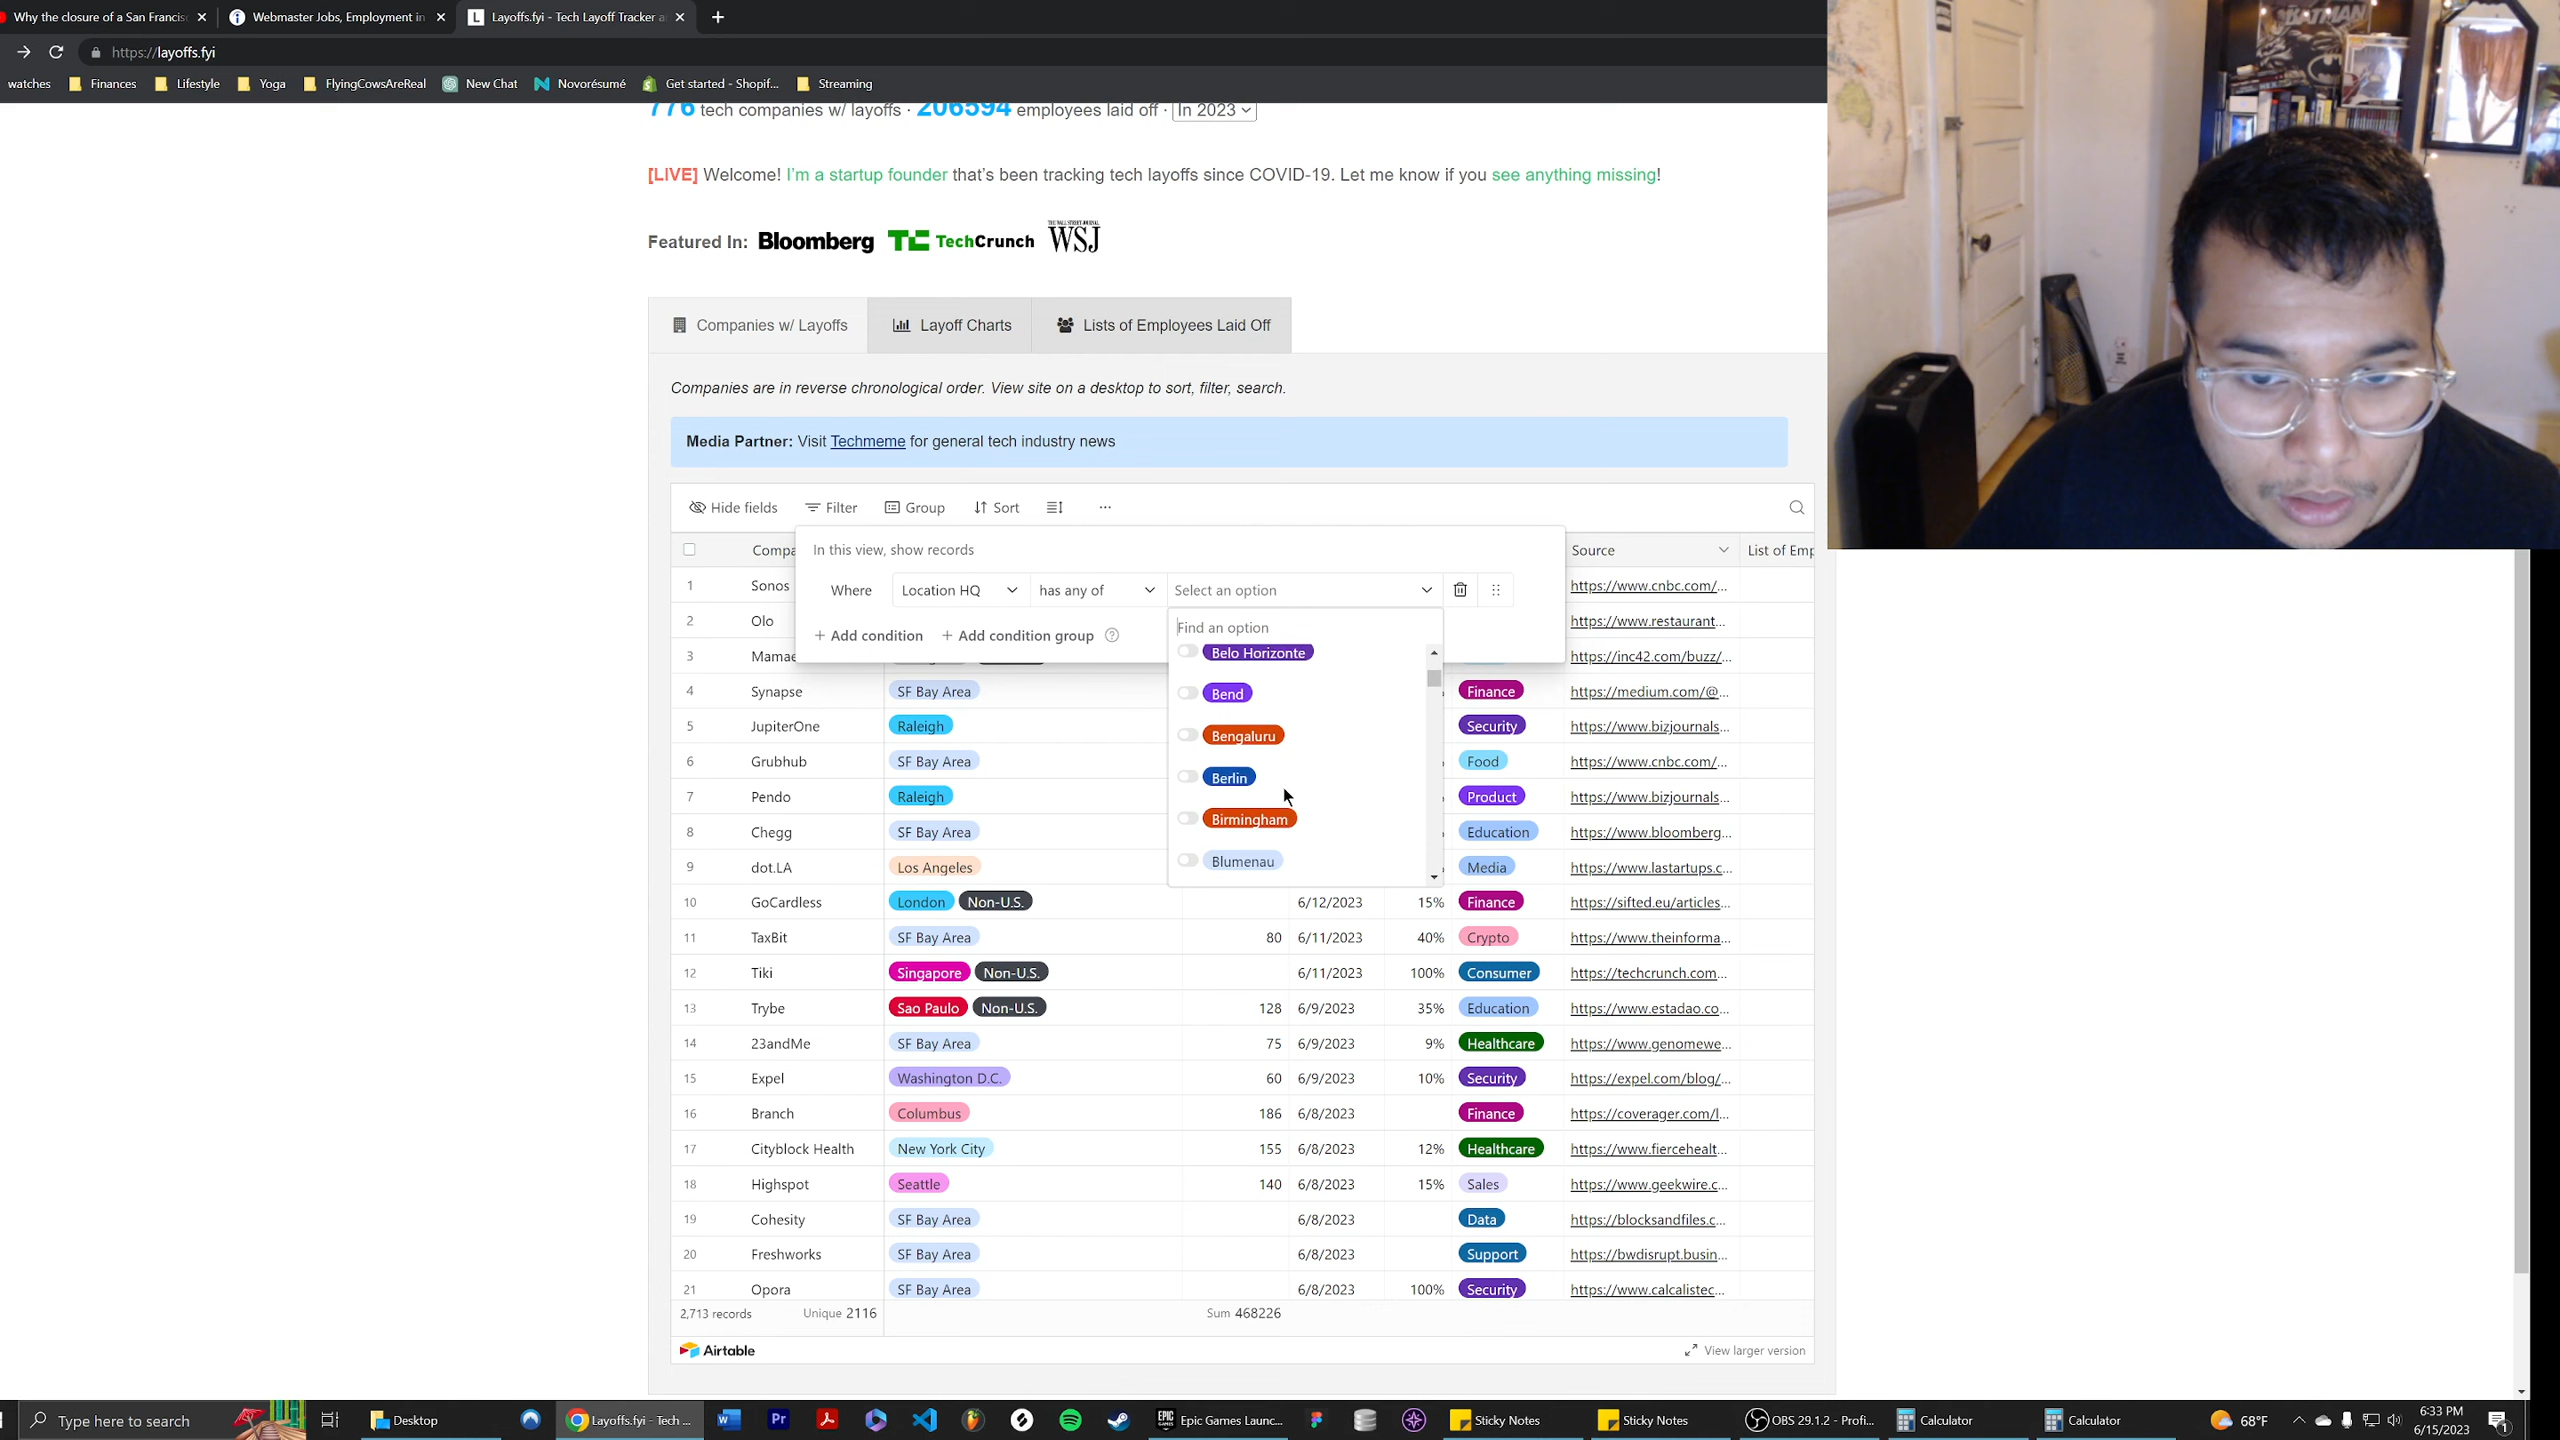 Why the closure of a San Francis
Webmaster Jobs, Employment in
Layoffs.fyi - Tech Layoff Tracker a
https://layoffs.fyi
watches
Finances
Lifestyle
Yoga
FlyingCowsAreReal
New Chat
Novorésumé
Get started - Shopif...
Streaming
776 tech companies w/ layoffs · 206594 employees laid off · In 2023
[LIVE] Welcome! I'm a startup founder that's been tracking tech layoffs since COVID-19. Let me know if you see anything missing!
Featured In: Bloomberg TC TechCrunch THE WALL STREET JOURNAL WSJ
Companies w/ Layoffs
Layoff Charts
Lists of Employees Laid Off
Companies are in reverse chronological order. View site on a desktop to sort, filter, search.
Media Partner: Visit Techmeme for general tech industry news
Hide fields
Filter
Group
Sort
...
Compa
Source
List of Emp
In this view, show records
Where
Location HQ
has any of
Select an option
+ Add condition
+ Add condition group
Find an option
Belo Horizonte
Bend
Bengaluru
Berlin
Birmingham
Blumenau
1 Sonos https://www.cnbc.com/...
2 Olo https://www.restaurant...
3 Mamae https://inc42.com/buzz/...
4 Synapse SF Bay Area Finance https://medium.com/@...
5 JupiterOne Raleigh Security https://www.bizjournals...
6 Grubhub SF Bay Area Food https://www.cnbc.com/...
7 Pendo Raleigh Product https://www.bizjournals...
8 Chegg SF Bay Area Education https://www.bloomberg...
9 dot.LA Los Angeles Media https://www.lastartups.c...
10 GoCardless London Non-U.S. 6/12/2023 15% Finance https://sifted.eu/articles...
11 TaxBit SF Bay Area 80 6/11/2023 40% Crypto https://www.theinforma...
12 Tiki Singapore Non-U.S. 6/11/2023 100% Consumer https://techcrunch.com...
13 Trybe Sao Paulo Non-U.S. 128 6/9/2023 35% Education https://www.estadao.co...
14 23andMe SF Bay Area 75 6/9/2023 9% Healthcare https://www.genomewe...
15 Expel Washington D.C. 60 6/9/2023 10% Security https://expel.com/blog/...
16 Branch Columbus 186 6/8/2023 Finance https://coverager.com/l...
17 Cityblock Health New York City 155 6/8/2023 12% Healthcare https://www.fiercehealt...
18 Highspot Seattle 140 6/8/2023 15% Sales https://www.geekwire.c...
19 Cohesity SF Bay Area 6/8/2023 Data https://blocksandfiles.c...
20 Freshworks SF Bay Area 6/8/2023 Support https://bwdisrupt.busin...
21 Opora SF Bay Area 6/8/2023 100% Security https://www.calcalistec...
2,713 records Unique 2116 Sum 468226
Airtable
View larger version
BATMAN
Type here to search
Desktop
Layoffs.fyi - Tech ...
Epic Games Launc...
Sticky Notes
Sticky Notes
OBS 29.1.2 - Profi...
Calculator
Calculator
68°F
6:33 PM
6/15/2023
1